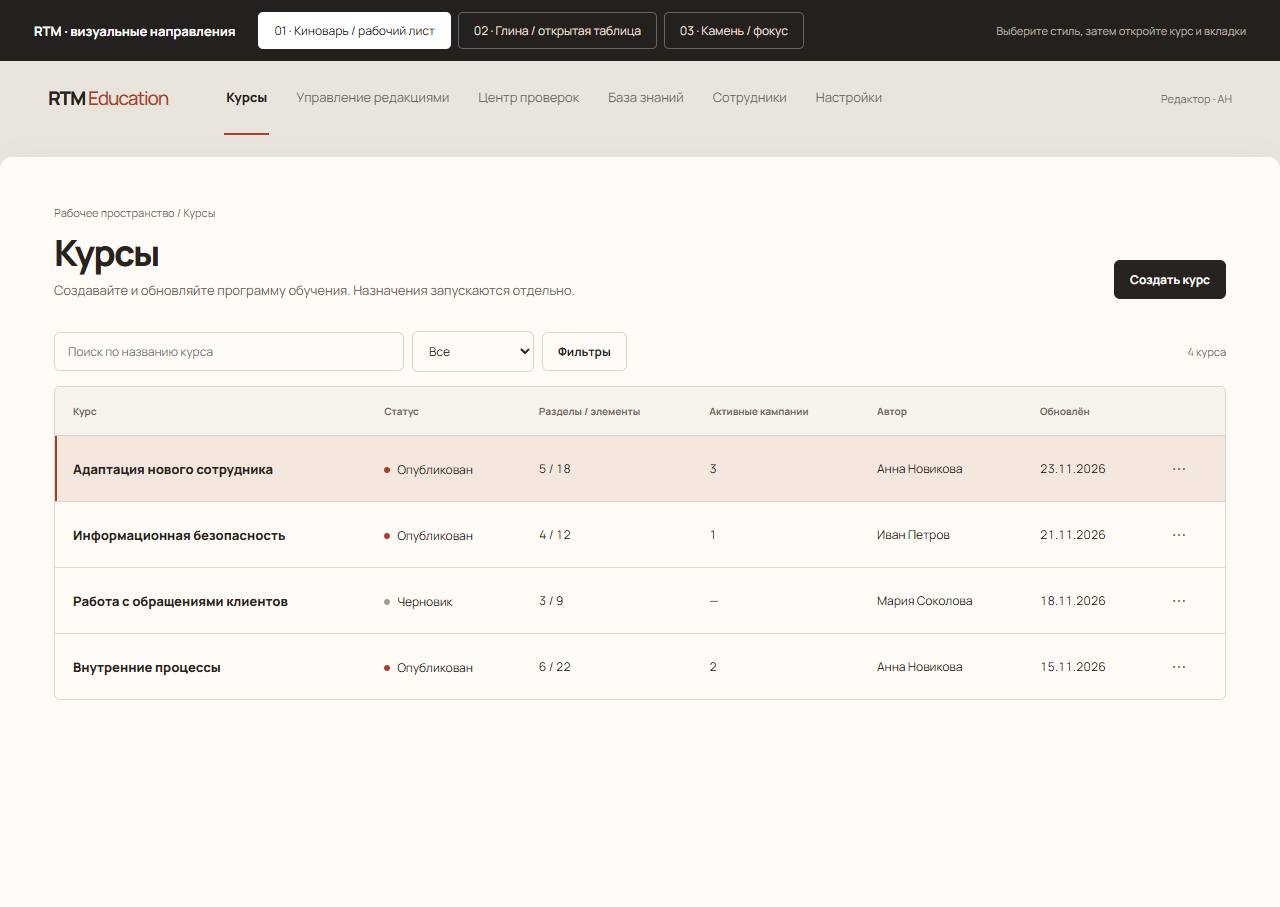 RTM · визуальные направления
01 · Киноварь / рабочий лист
02 · Глина / открытая таблица
03 · Камень / фокус
Выберите стиль, затем откройте курс и вкладки
RTM Education
Курсы
Управление редакциями
Центр проверок
База знаний
Сотрудники
Настройки
Редактор · АН
Рабочее пространство / Курсы
Курсы
Создавайте и обновляйте программу обучения. Назначения запускаются отдельно.
Создать курс
Поиск по названию курса
Все
Фильтры
4 курса
Курс Статус Разделы / элементы Активные кампании Автор Обновлён
Адаптация нового сотрудника Опубликован 5 / 18 3 Анна Новикова 23.11.2026 ···
Информационная безопасность Опубликован 4 / 12 1 Иван Петров 21.11.2026 ···
Работа с обращениями клиентов Черновик 3 / 9 — Мария Соколова 18.11.2026 ···
Внутренние процессы Опубликован 6 / 22 2 Анна Новикова 15.11.2026 ···